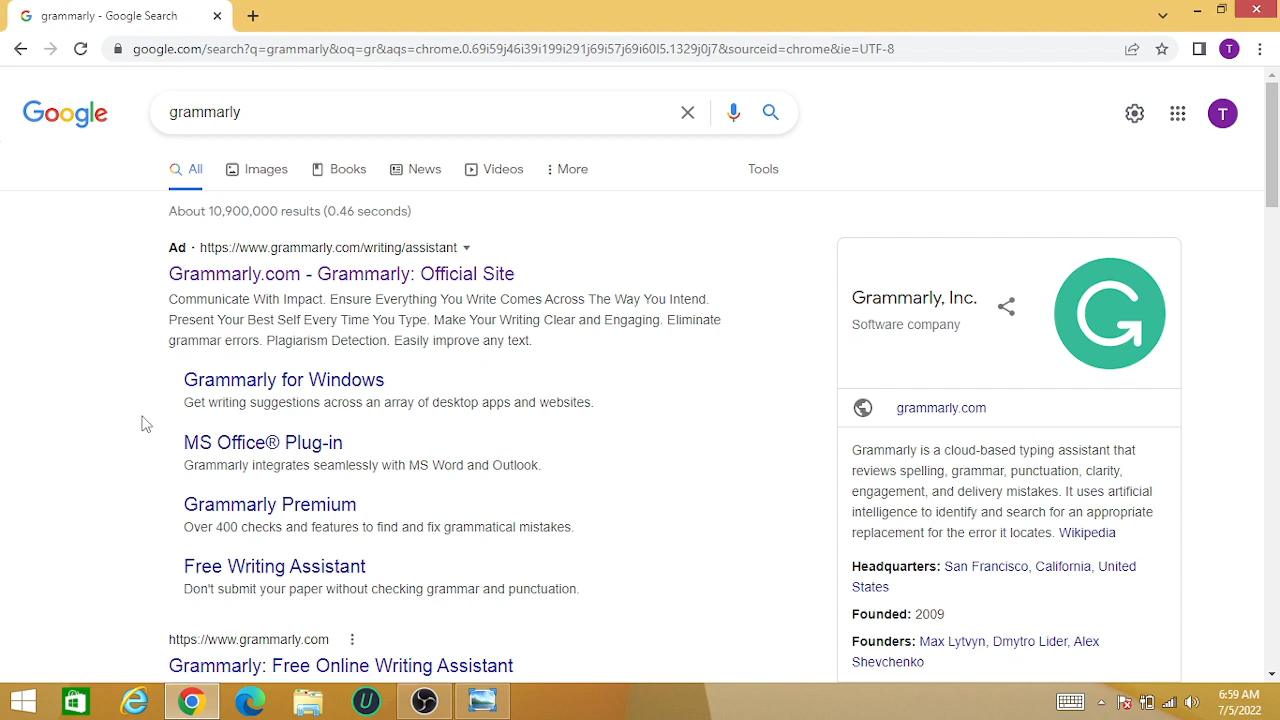 grammarly - Google Search
google.com/search?q=grammarly&oq=gr&aqs=chrome.0.69i59j46i39i199i291j69i57j69i60l5.1329j0j7&sourceid=chrome&ie=UTF-8
T
Google
grammarly
T
All
Images
Books
News
Videos
More
Tools
About 10,900,000 results (0.46 seconds)
Ad · https://www.grammarly.com/writing/assistant
Grammarly.com - Grammarly: Official Site
Communicate With Impact. Ensure Everything You Write Comes Across The Way You Intend.
Present Your Best Self Every Time You Type. Make Your Writing Clear and Engaging. Eliminate
grammar errors. Plagiarism Detection. Easily improve any text.
Grammarly for Windows
Get writing suggestions across an array of desktop apps and websites.
MS Office® Plug-in
Grammarly integrates seamlessly with MS Word and Outlook.
Grammarly Premium
Over 400 checks and features to find and fix grammatical mistakes.
Free Writing Assistant
Don't submit your paper without checking grammar and punctuation.
https://www.grammarly.com
Grammarly: Free Online Writing Assistant
Grammarly, Inc.
Software company
grammarly.com
Grammarly is a cloud-based typing assistant that
reviews spelling, grammar, punctuation, clarity,
engagement, and delivery mistakes. It uses artificial
intelligence to identify and search for an appropriate
replacement for the error it locates. Wikipedia
Headquarters: San Francisco, California, United
States
Founded: 2009
Founders: Max Lytvyn, Dmytro Lider, Alex
Shevchenko
6:59 AM
7/5/2022